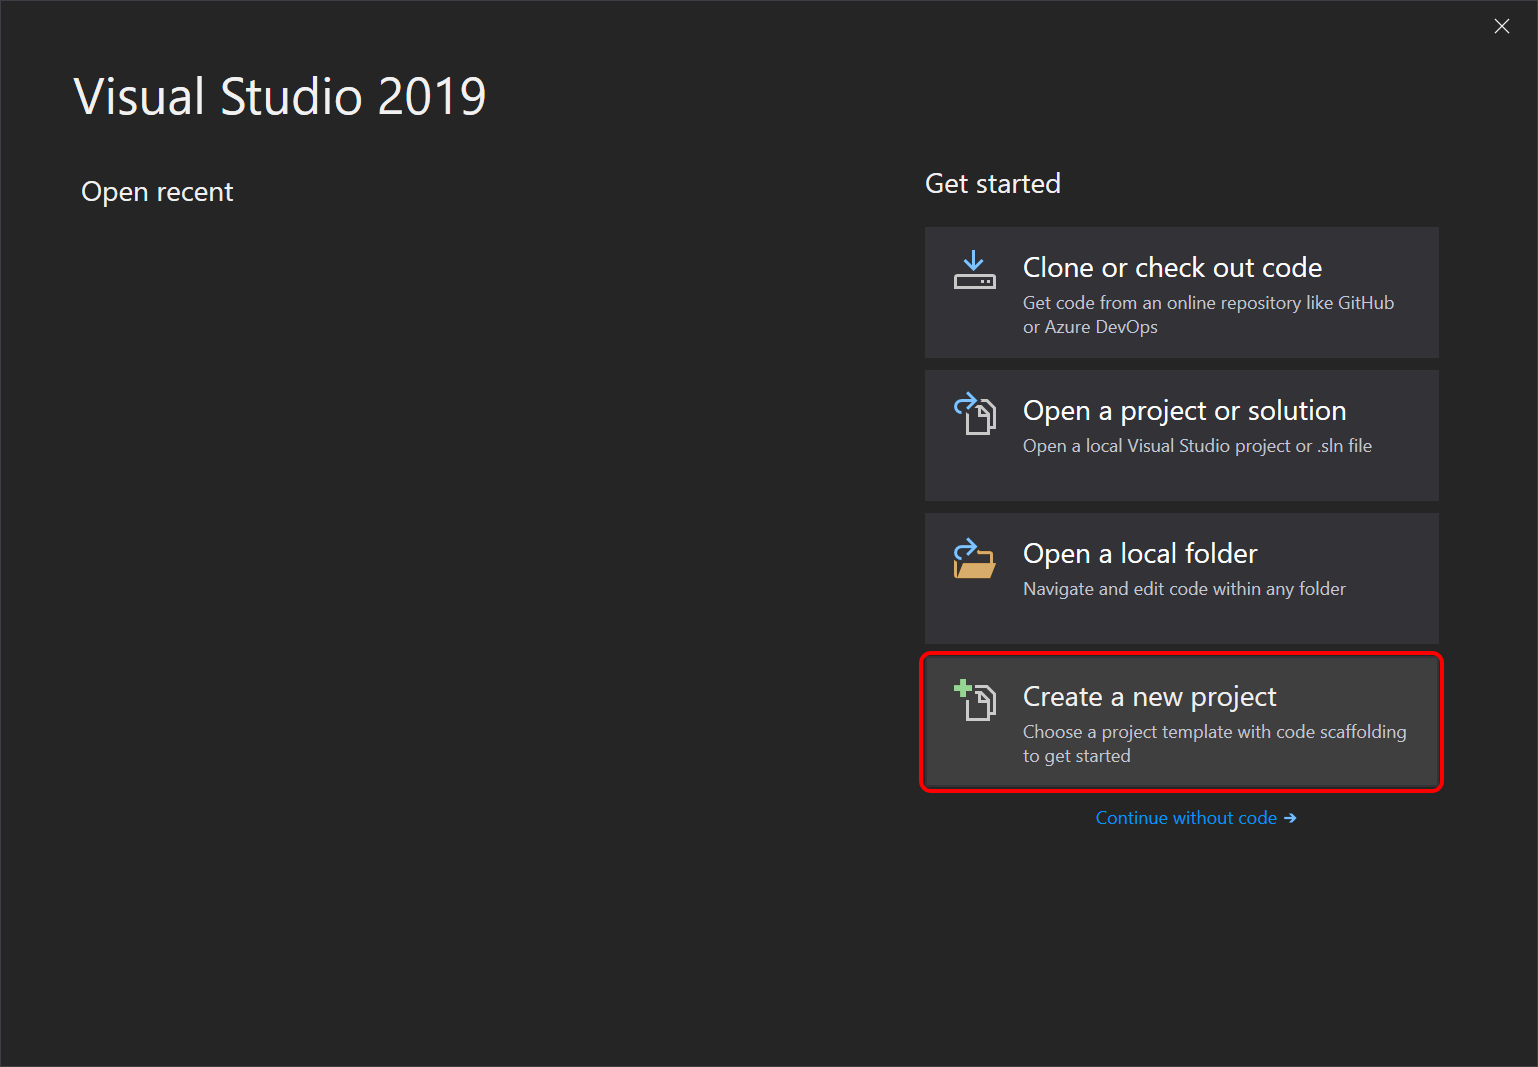 Visual Studio 2019
Open recent
Get started
Clone or check out code
Get code from an online repository like GitHub
or Azure DevOps
Open a project or solution
Open a local Visual Studio project or .sln file
Open a local folder
Navigate and edit code within any folder
Create a new project
Choose a project template with code scaffolding
to get started
Continue without code